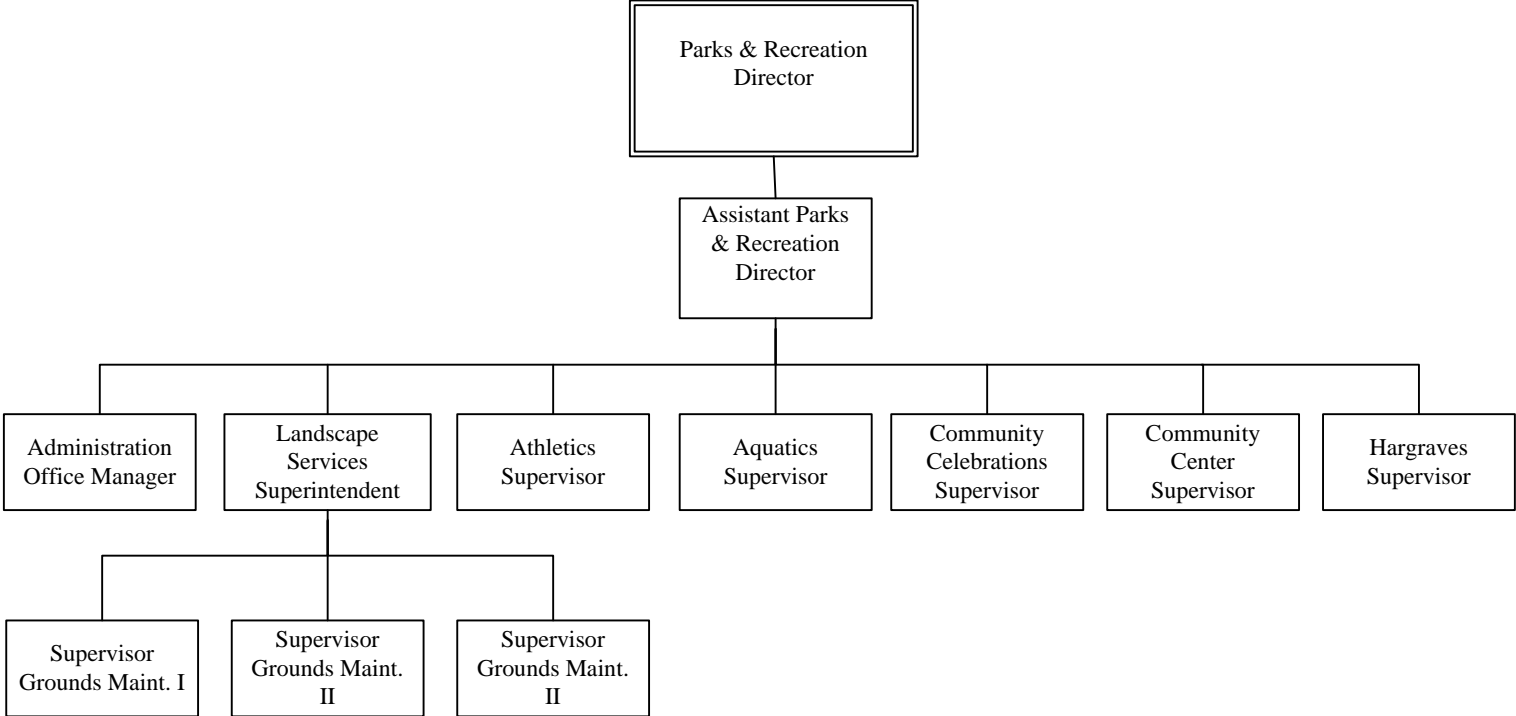 Parks & Recreation
Director
Assistant Parks
& Recreation
Director
Administration
Office Manager
Landscape
Services
Superintendent
Athletics
Supervisor
Aquatics
Supervisor
Community
Celebrations
Supervisor
Community
Center
Supervisor
Hargraves
Supervisor
Supervisor
Grounds Maint. I
Supervisor
Grounds Maint.
II
Supervisor
Grounds Maint.
II